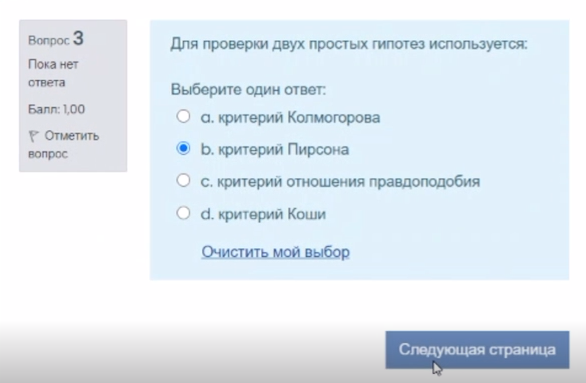 Вопрос 3
Пока нет
ответа
Балл: 1,00
Отметить
вопрос
Для проверки двух простых гипотез используется:
Выберите один ответ:
a. критерий Колмогорова
b. критерий Пирсона
c. критерий отношения правдоподобия
d. критерий Коши
Очистить мой выбор
Следующая страница